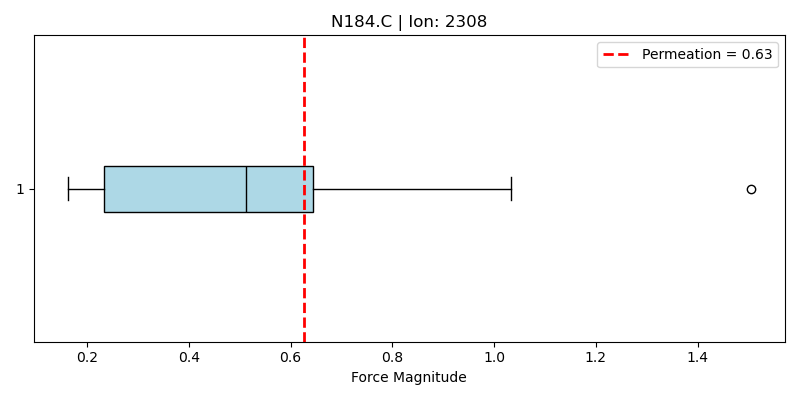 N184.C | Ion: 2308
Permeation = 0.63
1
0.2 0.4 0.6 0.8 1.0 1.2 1.4
Force Magnitude